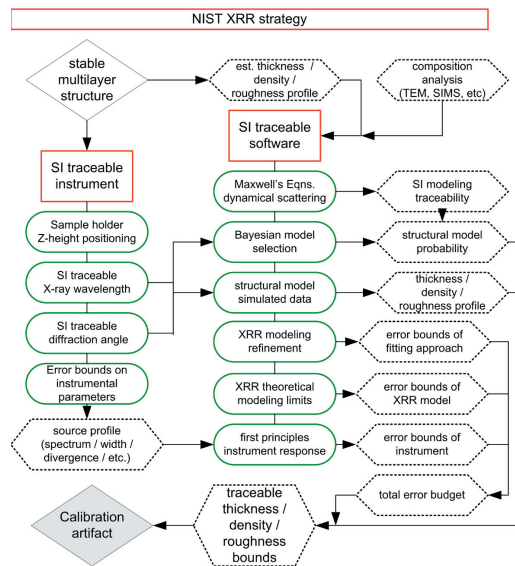 NIST XRR strategy
stable
multilayer
structure
est. thickness /
density /
roughness profile
composition
analysis
(TEM, SIMS, etc)
SI traceable
software
SI traceable
instrument
Maxwell's Eqns.
dynamical scattering
SI modeling
traceability
Sample holder
Z-height positioning
Bayesian model
selection
structural model
probability
SI traceable
X-ray wavelength
structural model
simulated data
thickness /
density /
roughness profile
SI traceable
diffraction angle
XRR modeling
refinement
error bounds of
fitting approach
Error bounds on
instrumental
parameters
XRR theoretical
modeling limits
error bounds of
XRR model
source profile
(spectrum / width /
divergence / etc.)
first principles
instrument response
error bounds of
instrument
total error budget
Calibration
artifact
traceable
thickness /
density /
roughness
bounds